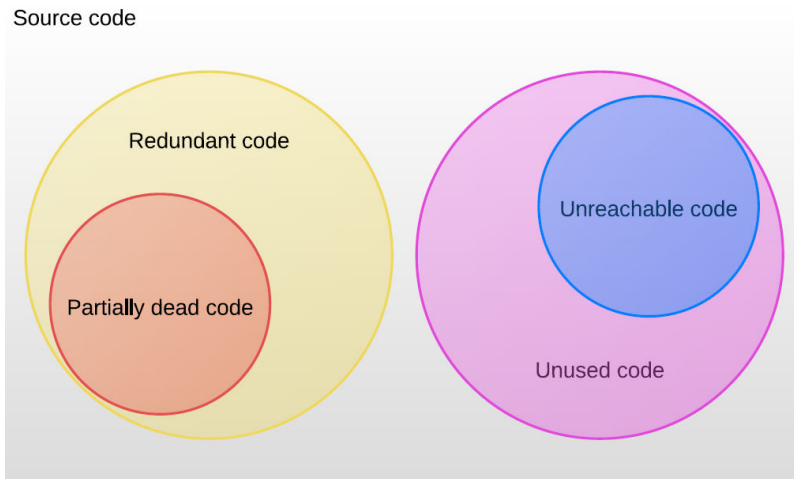 Source code
Redundant code
Partially dead code
Unreachable code
Unused code